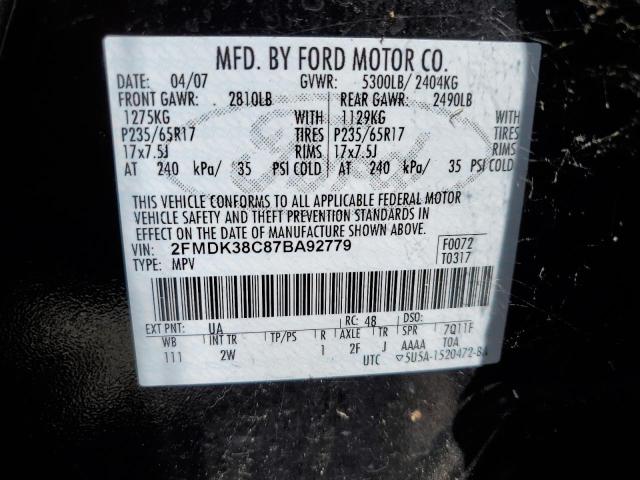 MFD. BY FORD MOTOR CO.
DATE: 04/07 GVWR: 5300LB/ 2404KG
FRONT GAWR: 2810LB REAR GAWR: 2490LB
1275KG WITH 1129KG WITH
P235/65R17 TIRES P235/65R17 TIRES
17x7.5J RIMS 17x7.5J RIMS
AT 240 kPa/ 35 PSI COLD AT 240 kPa/ 35 PSI COLD
THIS VEHICLE CONFORMS TO ALL APPLICABLE FEDERAL MOTOR
VEHICLE SAFETY AND THEFT PREVENTION STANDARDS IN
EFFECT ON THE DATE OF MANUFACTURE SHOWN ABOVE.
VIN: 2FMDK38C87BA92779 F0072
TYPE: MPV T0317
EXT PNT: UA RC: 48 DSO:
WB INT TR TP/PS R AXLE TR SPR 7Q11F
111 2W 1 2F J AAAA T0A
UTC 5U5A-1520472-BA